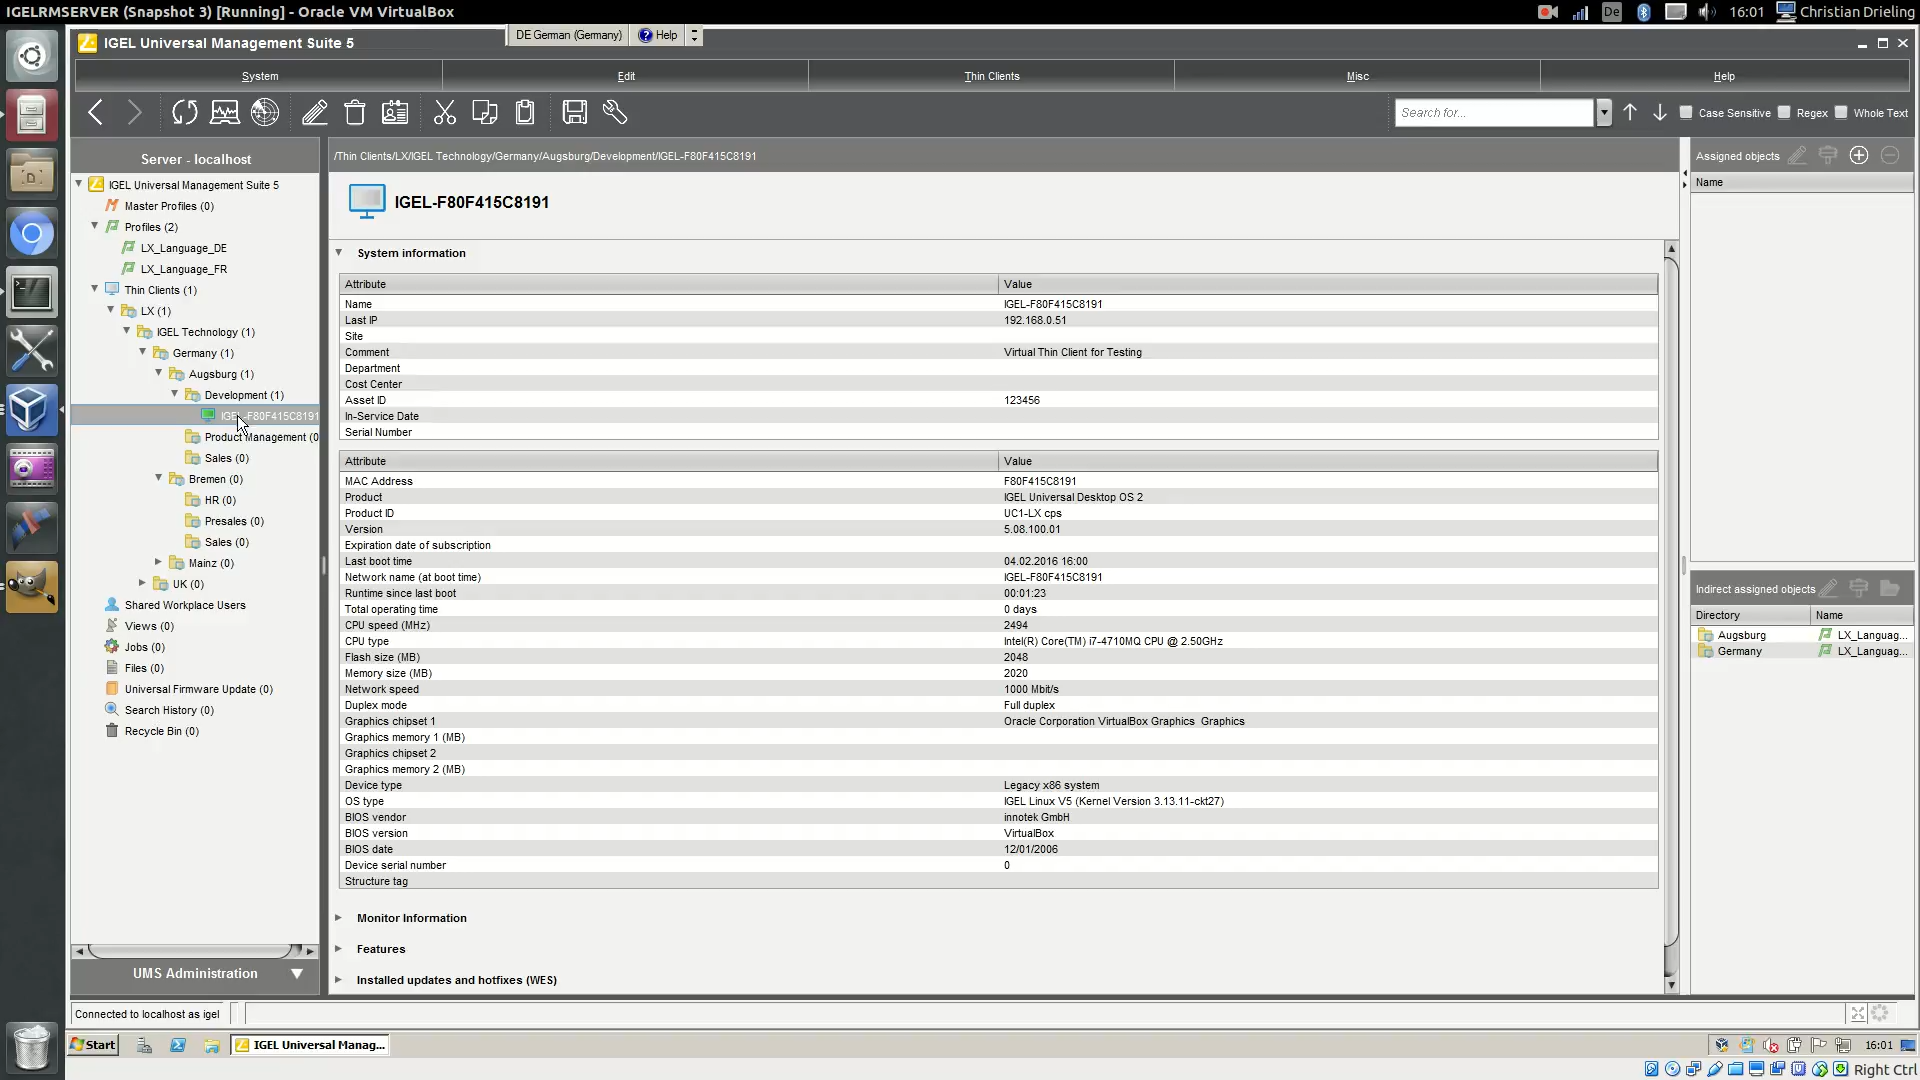 IGELRMSERVER (Snapshot 3) [Running] - Oracle VM VirtualBox
De
16:01
Christian Drieling
IGEL Universal Management Suite 5
DE German (Germany)
Help
System
Edit
Thin Clients
Misc
Help
Search for...
Case Sensitive
Regex
Whole Text
Server - localhost
IGEL Universal Management Suite 5
Master Profiles (0)
Profiles (2)
LX_Language_DE
LX_Language_FR
Thin Clients (1)
LX (1)
IGEL Technology (1)
Germany (1)
Augsburg (1)
Development (1)
IGEL-F80F415C8191
Product Management (0
Sales (0)
Bremen (0)
HR (0)
Presales (0)
Sales (0)
Mainz (0)
UK (0)
Shared Workplace Users
Views (0)
Jobs (0)
Files (0)
Universal Firmware Update (0)
Search History (0)
Recycle Bin (0)
UMS Administration
/Thin Clients/LX/IGEL Technology/Germany/Augsburg/Development/IGEL-F80F415C8191
IGEL-F80F415C8191
System information
Attribute Value
Name IGEL-F80F415C8191
Last IP 192.168.0.51
Site
Comment Virtual Thin Client for Testing
Department
Cost Center
Asset ID 123456
In-Service Date
Serial Number
Attribute Value
MAC Address F80F415C8191
Product IGEL Universal Desktop OS 2
Product ID UC1-LX cps
Version 5.08.100.01
Expiration date of subscription
Last boot time 04.02.2016 16:00
Network name (at boot time) IGEL-F80F415C8191
Runtime since last boot 00:01:23
Total operating time 0 days
CPU speed (MHz) 2494
CPU type Intel(R) Core(TM) i7-4710MQ CPU @ 2.50GHz
Flash size (MB) 2048
Memory size (MB) 2020
Network speed 1000 Mbit/s
Duplex mode Full duplex
Graphics chipset 1 Oracle Corporation VirtualBox Graphics Graphics
Graphics memory 1 (MB)
Graphics chipset 2
Graphics memory 2 (MB)
Device type Legacy x86 system
OS type IGEL Linux V5 (Kernel Version 3.13.11-ckt27)
BIOS vendor innotek GmbH
BIOS version VirtualBox
BIOS date 12/01/2006
Device serial number 0
Structure tag
Monitor Information
Features
Installed updates and hotfixes (WES)
Assigned objects
Name
Indirect assigned objects
Directory Name
Augsburg LX_Languag...
Germany LX_Languag...
Connected to localhost as igel
Start
IGEL Universal Manag...
16:01
Right Ctrl